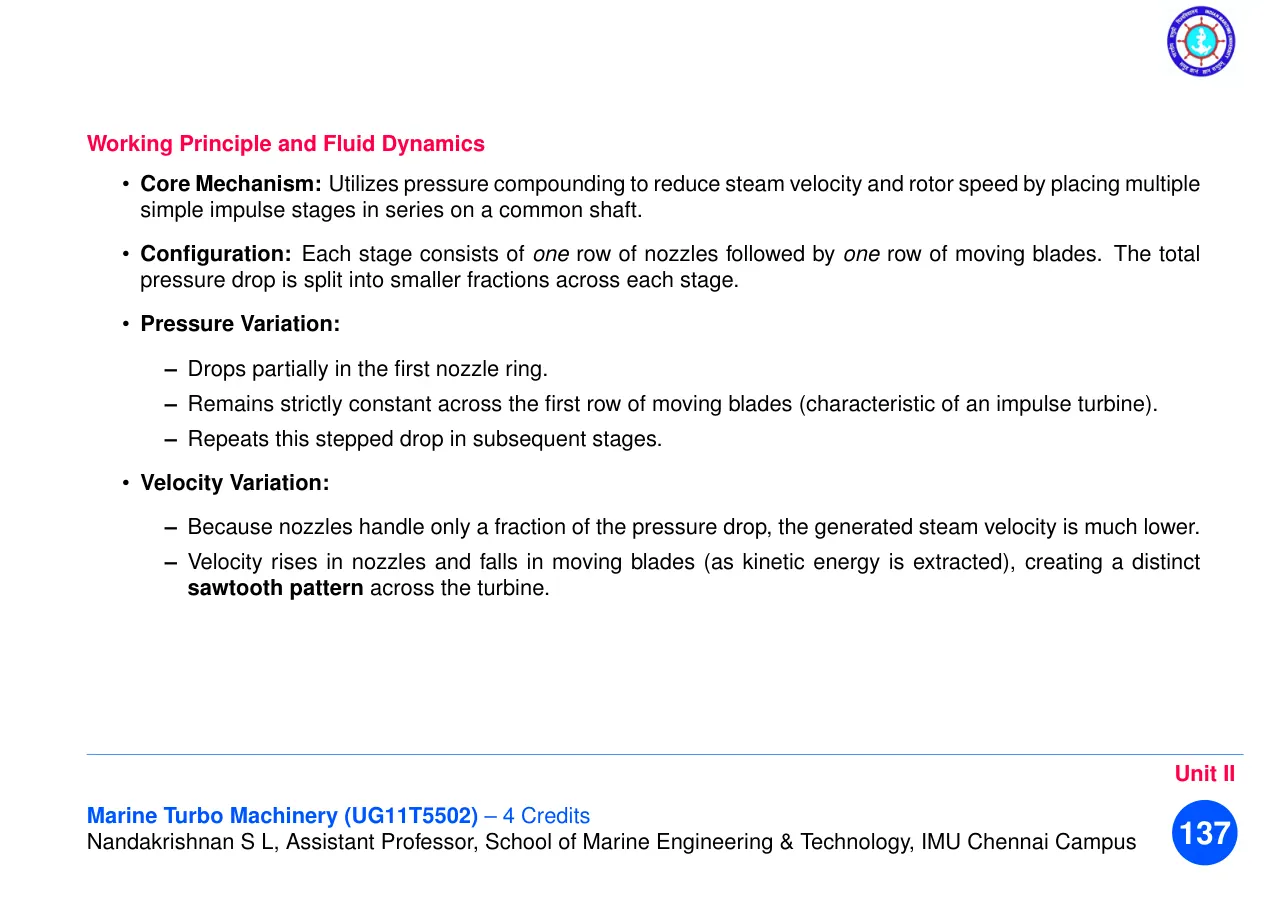 Working Principle and Fluid Dynamics
• Core Mechanism: Utilizes pressure compounding to reduce steam velocity and rotor speed by placing multiple
simple impulse stages in series on a common shaft.
• Configuration: Each stage consists of one row of nozzles followed by one row of moving blades. The total
pressure drop is split into smaller fractions across each stage.
• Pressure Variation:
– Drops partially in the first nozzle ring.
– Remains strictly constant across the first row of moving blades (characteristic of an impulse turbine).
– Repeats this stepped drop in subsequent stages.
• Velocity Variation:
– Because nozzles handle only a fraction of the pressure drop, the generated steam velocity is much lower.
– Velocity rises in nozzles and falls in moving blades (as kinetic energy is extracted), creating a distinct
sawtooth pattern across the turbine.
Unit II
Marine Turbo Machinery (UG11T5502) – 4 Credits
Nandakrishnan S L, Assistant Professor, School of Marine Engineering & Technology, IMU Chennai Campus
137